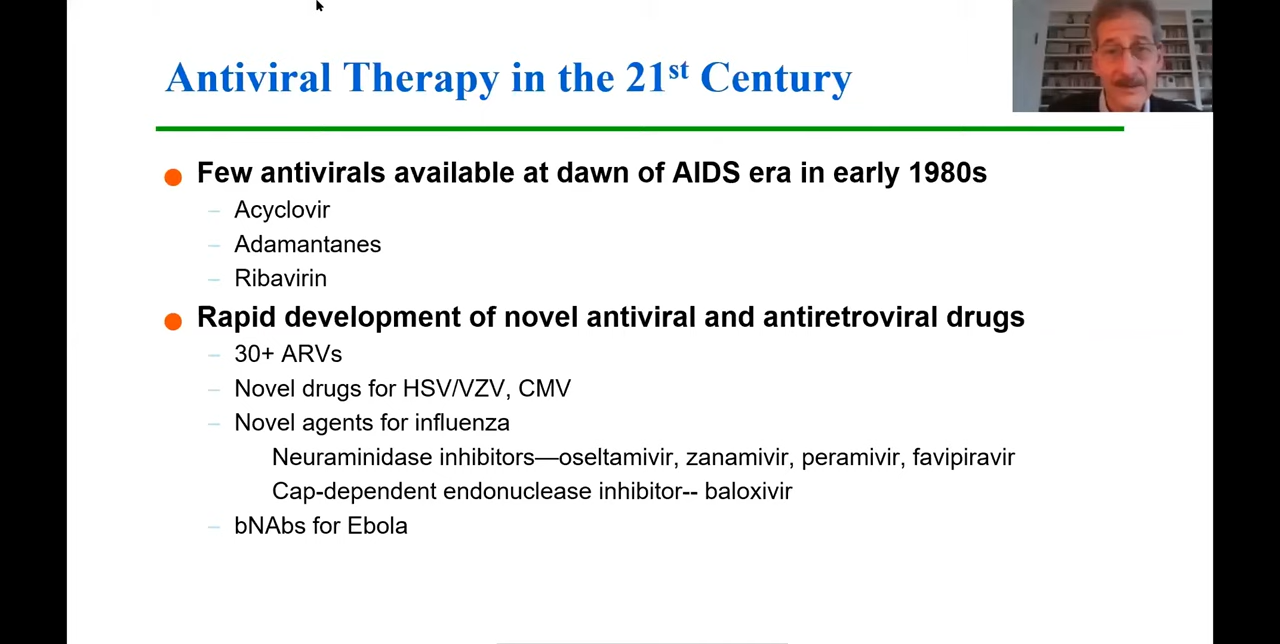 Antiviral Therapy in the 21st Century
Few antivirals available at dawn of AIDS era in early 1980s
– Acyclovir
– Adamantanes
– Ribavirin
Rapid development of novel antiviral and antiretroviral drugs
– 30+ ARVs
– Novel drugs for HSV/VZV, CMV
– Novel agents for influenza
Neuraminidase inhibitors—oseltamivir, zanamivir, peramivir, favipiravir
Cap-dependent endonuclease inhibitor-- baloxivir
– bNAbs for Ebola